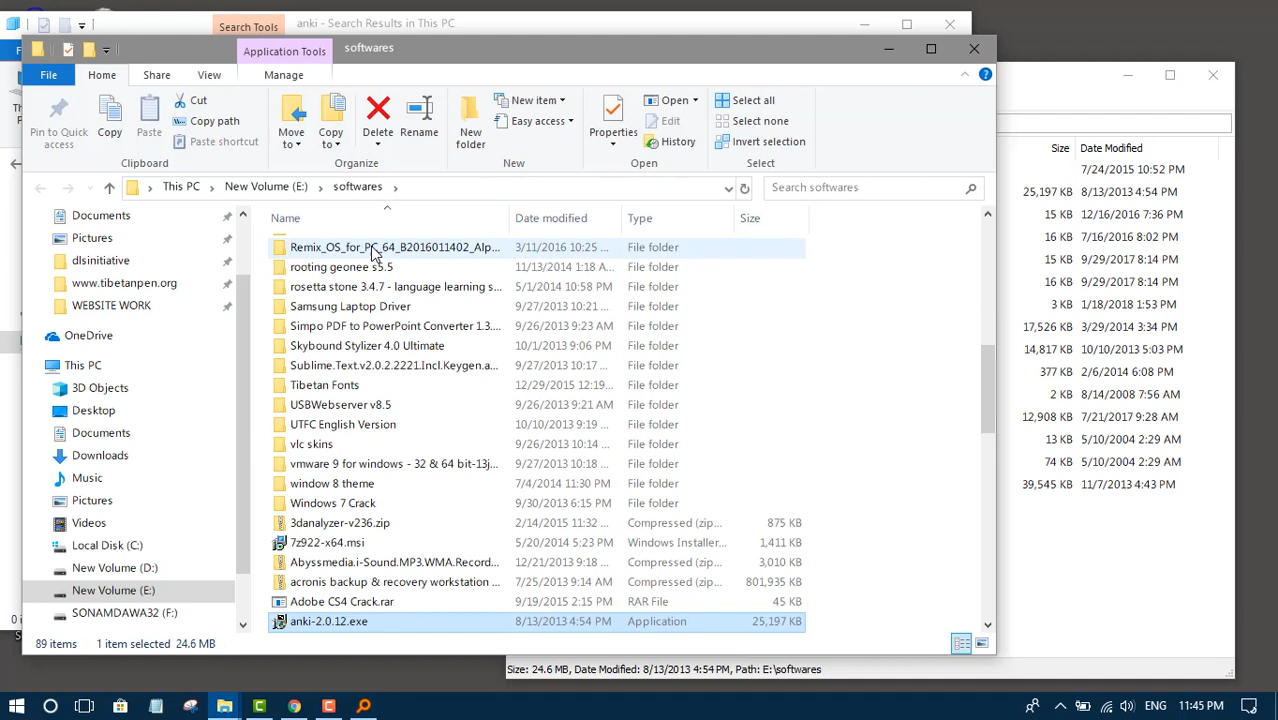 anki - Search Results in This PC
Search Tools
Application Tools
softwares
File
Home
Share
View
Manage
Pin to Quick access
Copy
Paste
Cut
Copy path
Paste shortcut
Clipboard
Move to
Copy to
Delete
Rename
Organize
New folder
New item
Easy access
New
Properties
Open
Edit
History
Open
Select all
Select none
Invert selection
Select
This PC
New Volume (E:)
softwares
Search softwares
Documents
Pictures
dlsinitiative
www.tibetanpen.org
WEBSITE WORK
OneDrive
This PC
3D Objects
Desktop
Documents
Downloads
Music
Pictures
Videos
Local Disk (C:)
New Volume (D:)
New Volume (E:)
SONAMDAWA32 (F:)
Name Date modified Type Size
Remix_OS_for_PC_64_B2016011402_Alp... 3/11/2016 10:25 ... File folder
rooting geonee s5.5 11/13/2014 1:18 A... File folder
rosetta stone 3.4.7 - language learning s... 5/1/2014 10:58 PM File folder
Samsung Laptop Driver 9/27/2013 10:21 ... File folder
Simpo PDF to PowerPoint Converter 1.3.... 9/26/2013 9:23 AM File folder
Skybound Stylizer 4.0 Ultimate 10/1/2013 9:06 PM File folder
Sublime.Text.v2.0.2.2221.Incl.Keygen.a... 9/27/2013 10:17 ... File folder
Tibetan Fonts 12/29/2015 12:19... File folder
USBWebserver v8.5 9/26/2013 9:21 AM File folder
UTFC English Version 10/10/2013 9:19 ... File folder
vlc skins 9/26/2013 10:14 ... File folder
vmware 9 for windows - 32 & 64 bit-13j... 9/27/2013 10:18 ... File folder
window 8 theme 7/4/2014 11:30 PM File folder
Windows 7 Crack 9/30/2013 6:15 PM File folder
3danalyzer-v236.zip 2/14/2015 11:32 ... Compressed (zip... 875 KB
7z922-x64.msi 5/20/2014 5:23 PM Windows Installer... 1,411 KB
Abyssmedia.i-Sound.MP3.WMA.Record... 12/21/2013 9:18 ... Compressed (zip... 3,010 KB
acronis backup & recovery workstation ... 7/25/2013 9:14 AM Compressed (zip... 801,935 KB
Adobe CS4 Crack.rar 9/19/2015 2:15 PM RAR File 45 KB
anki-2.0.12.exe 8/13/2013 4:54 PM Application 25,197 KB
89 items 1 item selected 24.6 MB
Size Date Modified
7/24/2015 10:52 PM
25,197 KB 8/13/2013 4:54 PM
15 KB 12/16/2016 7:36 PM
16 KB 7/16/2016 8:02 PM
15 KB 9/29/2017 8:14 PM
16 KB 9/29/2017 8:14 PM
3 KB 1/18/2018 1:53 PM
17,526 KB 3/29/2014 3:34 PM
14,817 KB 10/10/2013 5:03 PM
377 KB 2/6/2014 6:08 PM
2 KB 8/14/2008 7:56 AM
12,908 KB 7/21/2017 9:28 AM
13 KB 5/10/2004 2:29 AM
74 KB 5/10/2004 2:29 AM
39,545 KB 11/7/2013 4:43 PM
Size: 24.6 MB, Date Modified: 8/13/2013 4:54 PM, Path: E:\softwares
ENG 11:45 PM